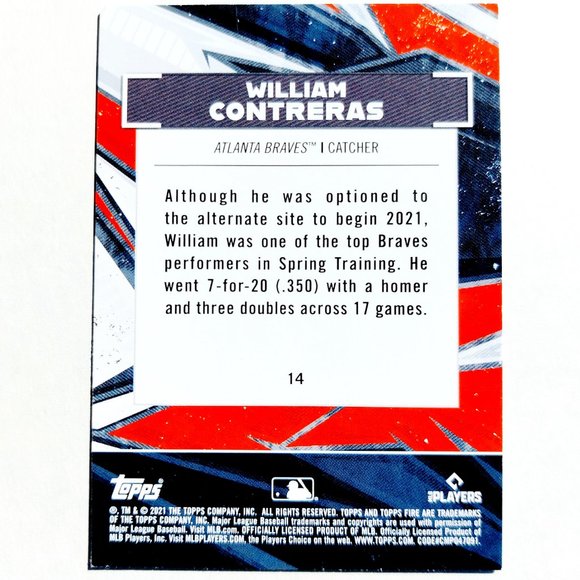 WILLIAM
CONTRERAS
ATLANTA BRAVES™ | CATCHER
Although he was optioned to
the alternate site to begin 2021,
William was one of the top Braves
performers in Spring Training. He
went 7-for-20 (.350) with a homer
and three doubles across 17 games.
14
topps
MLB PLAYERS
®, TM & © 2021 THE TOPPS COMPANY, INC. ALL RIGHTS RESERVED. TOPPS AND TOPPS FIRE ARE TRADEMARKS
OF THE TOPPS COMPANY, INC. Major League Baseball trademarks and copyrights are used with permission of
Major League Baseball. Visit MLB.com. OFFICIALLY LICENSED PRODUCT OF MLB. Officially Licensed Product of
MLB Players, Inc. Visit MLBPLAYERS.com, the Players Choice on the web. WWW.TOPPS.COM. CODE#CMP047091